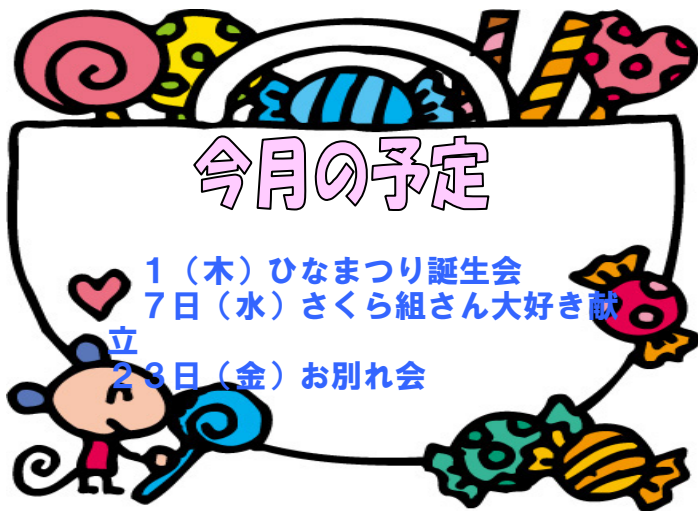 今月の予定
１（木）ひなまつり誕生会
７日（水）さくら組さん大好き献
立
２３日（金）お別れ会